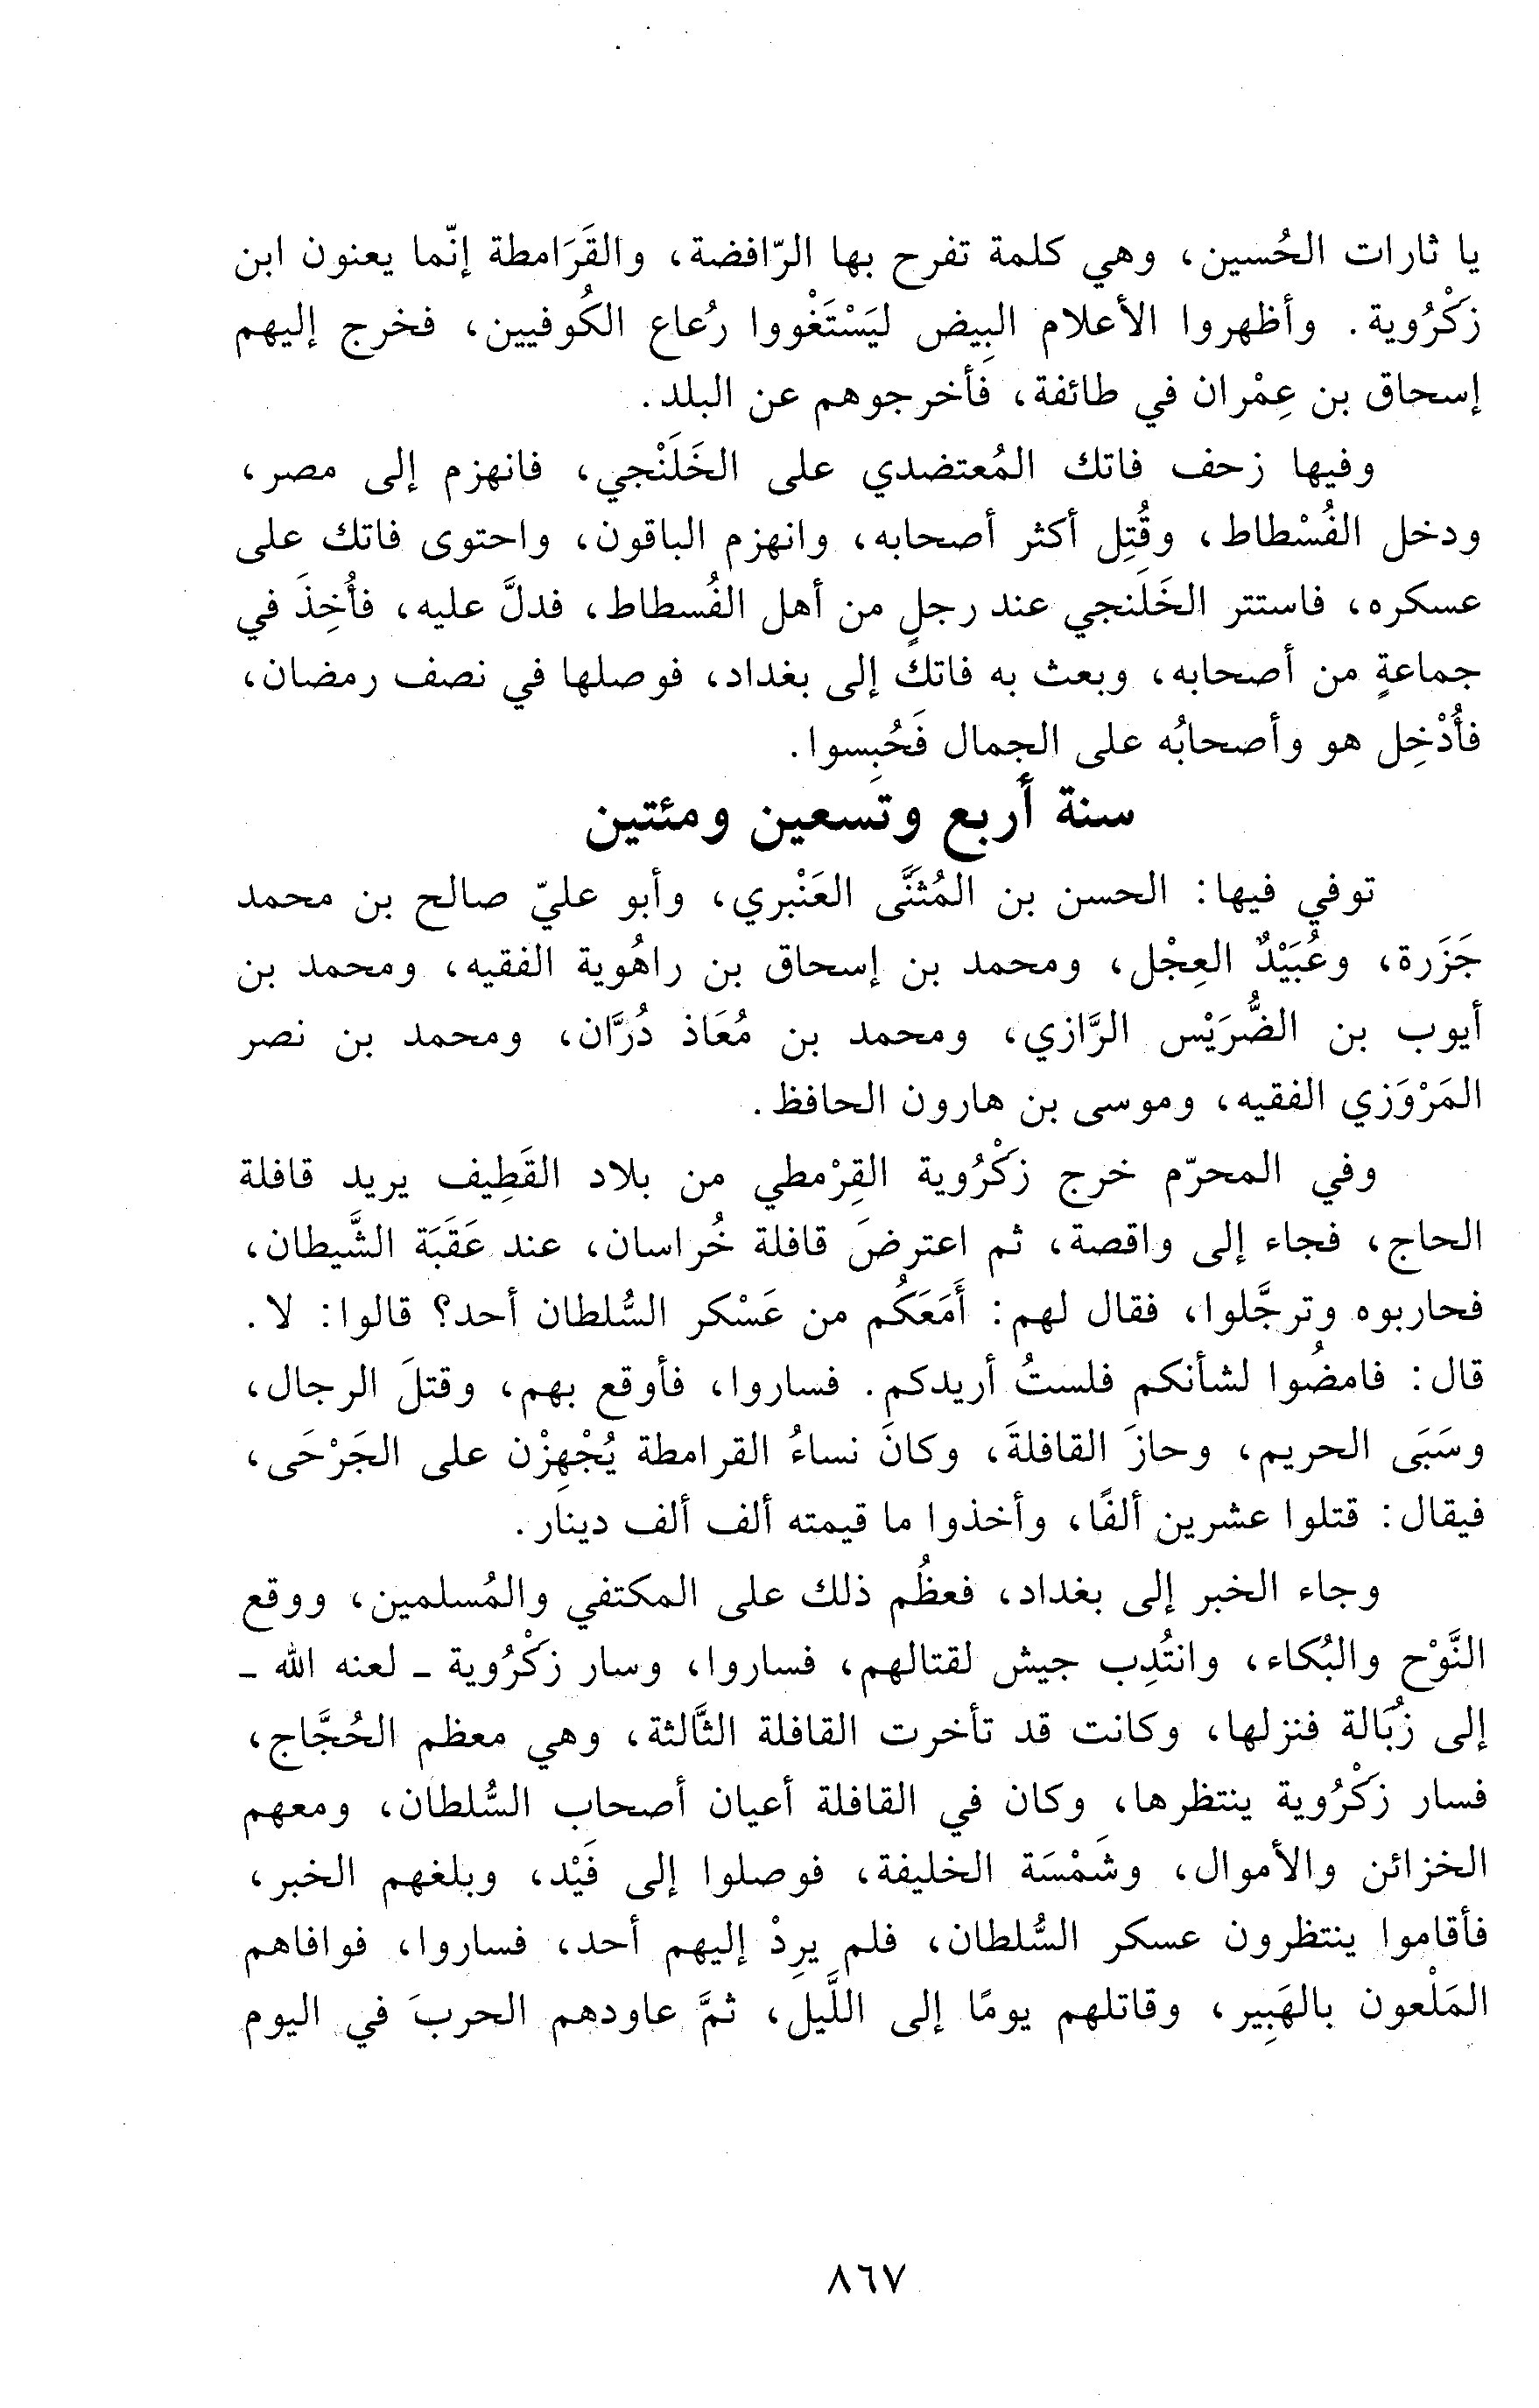 يا ثارات الحُسين، وهي كلمة تفرح بها الرّافضة، والقَرَامطة إنّما يعنون ابن
زكْرُوية. وأظهروا الأعلام البِيض ليَسْتَغْووا رُعاع الكُوفيين، فخرج إليهم
إسحاق بن عِمْران في طائفة، فأخرجوهم عن البلد.
وفيها زحف فاتك المُعتضدي على الخَلَنْجي، فانهزم إلى مصر،
ودخل الفُسْطاط، وقُتِل أكثر أصحابه، وانهزم الباقون، واحتوى فاتك على
عسكره، فاستتر الخَلَنجي عند رجلٍ من أهل الفُسطاط، فدلَّ عليه، فأُخِذَ في
جماعةٍ من أصحابه، وبعث به فاتك إلى بغداد، فوصلها في نصف رمضان،
فأُدْخِل هو وأصحابُه على الجمال فَحُبِسوا.
سنة أربع وتسعين ومئتين
توفي فيها: الحسن بن المُثَنَّى العَنْبري، وأبو عليّ صالح بن محمد
جَزَرة، وعُبَيْدٌ العِجْل، ومحمد بن إسحاق بن راهُوية الفقيه، ومحمد بن
أيوب بن الضُّرَيْس الرَّازي، ومحمد بن مُعَاذ دُرَّان، ومحمد بن نصر
المَرْوَزي الفقيه، وموسى بن هارون الحافظ.
وفي المحرّم خرج زكْرُوية القِرْمطي من بلاد القَطِيف يريد قافلة
الحاج، فجاء إلى واقصة، ثم اعترضَ قافلة خُراسان، عند عَقَبَة الشَّيطان،
فحاربوه وترجَّلوا، فقال لهم: أَمَعَكُم من عَسْكر السُّلطان أحد؟ قالوا: لا.
قال: فامضُوا لشأنكم فلستُ أريدكم. فساروا، فأوقع بهم، وقتلَ الرجال،
وسَبَى الحريم، وحازَ القافلةَ، وكانَ نساءُ القرامطة يُجْهِزْن على الجَرْحَى،
فيقال: قتلوا عشرين ألفًا، وأخذوا ما قيمته ألف ألف دينار.
وجاء الخبر إلى بغداد، فعظُم ذلك على المكتفي والمُسلمين، ووقع
النَّوْح والبُكاء، وانتُدِب جيش لقتالهم، فساروا، وسار زكْرُوية ـ لعنه الله ـ
إلى زُبَالة فنزلها، وكانت قد تأخرت القافلة الثَّالثة، وهي معظم الحُجَّاج،
فسار زكْرُوية ينتظرها، وكان في القافلة أعيان أصحاب السُّلطان، ومعهم
الخزائن والأموال، وشَمْسَة الخليفة، فوصلوا إلى فَيْد، وبلغهم الخبر،
فأقاموا ينتظرون عسكر السُّلطان، فلم يرِدْ إليهم أحد، فساروا، فوافاهم
المَلْعون بالهَبِير، وقاتلهم يومًا إلى اللَّيل، ثمَّ عاودهم الحربَ في اليوم
٨٦٧